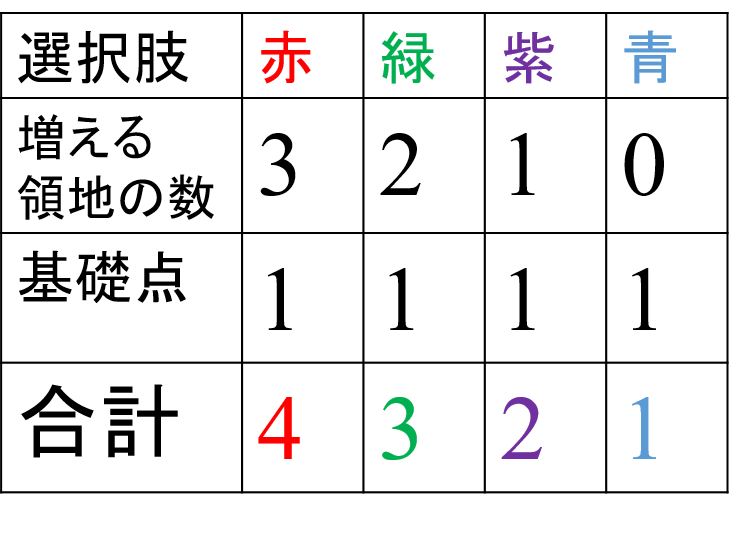 選択肢 赤 緑 紫 青
増える
領地の数 3 2 1 0
基礎点 1 1 1 1
合計 4 3 2 1